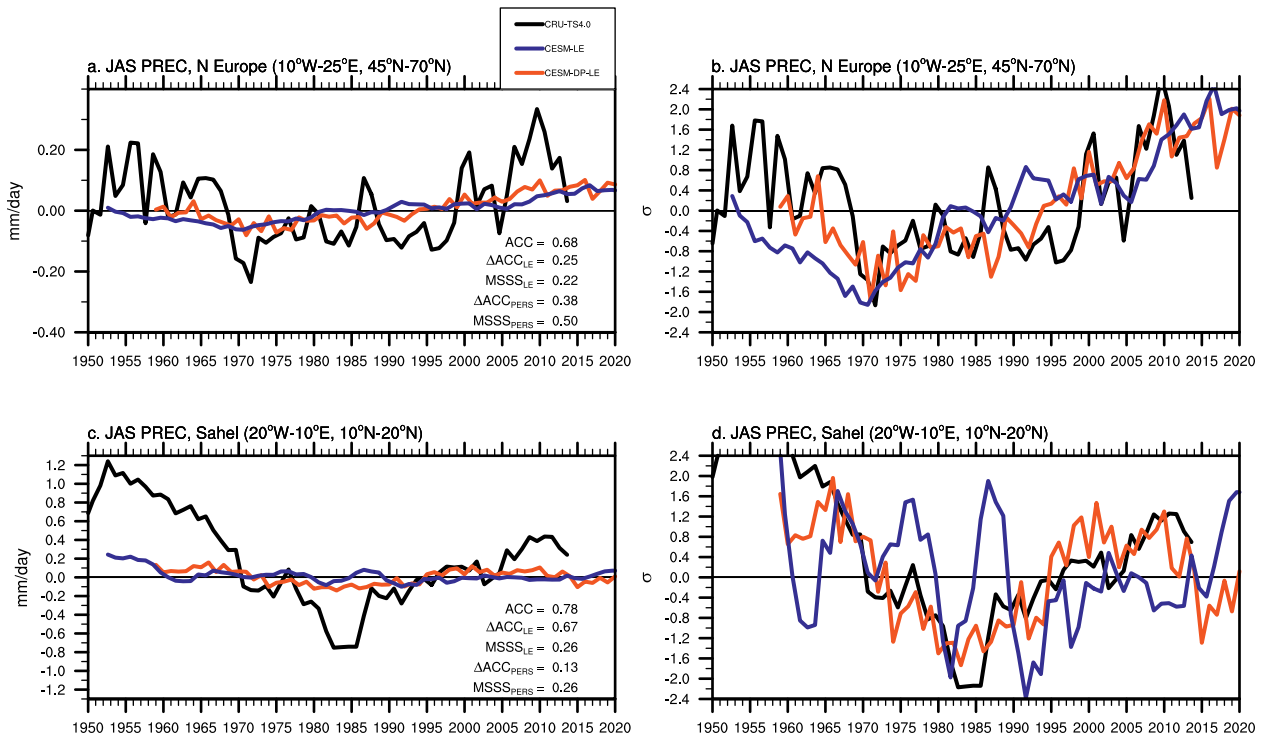 CRU-TS4.0
CESM-LE
CESM-DP-LE
a. JAS PREC, N Europe (10°W-25°E, 45°N-70°N)
mm/day
0.20
0.00
-0.20
-0.40
ACC = 0.68
ΔACC_LE = 0.25
MSSS_LE = 0.22
ΔACC_PERS = 0.38
MSSS_PERS = 0.50
1950 1955 1960 1965 1970 1975 1980 1985 1990 1995 2000 2005 2010 2015 2020
b. JAS PREC, N Europe (10°W-25°E, 45°N-70°N)
σ
2.4
2.0
1.6
1.2
0.8
0.4
0.0
-0.4
-0.8
-1.2
-1.6
-2.0
-2.4
1950 1955 1960 1965 1970 1975 1980 1985 1990 1995 2000 2005 2010 2015 2020
c. JAS PREC, Sahel (20°W-10°E, 10°N-20°N)
mm/day
1.2
1.0
0.8
0.6
0.4
0.2
0.0
-0.2
-0.4
-0.6
-0.8
-1.0
-1.2
ACC = 0.78
ΔACC_LE = 0.67
MSSS_LE = 0.26
ΔACC_PERS = 0.13
MSSS_PERS = 0.26
1950 1955 1960 1965 1970 1975 1980 1985 1990 1995 2000 2005 2010 2015 2020
d. JAS PREC, Sahel (20°W-10°E, 10°N-20°N)
σ
2.4
2.0
1.6
1.2
0.8
0.4
0.0
-0.4
-0.8
-1.2
-1.6
-2.0
-2.4
1950 1955 1960 1965 1970 1975 1980 1985 1990 1995 2000 2005 2010 2015 2020